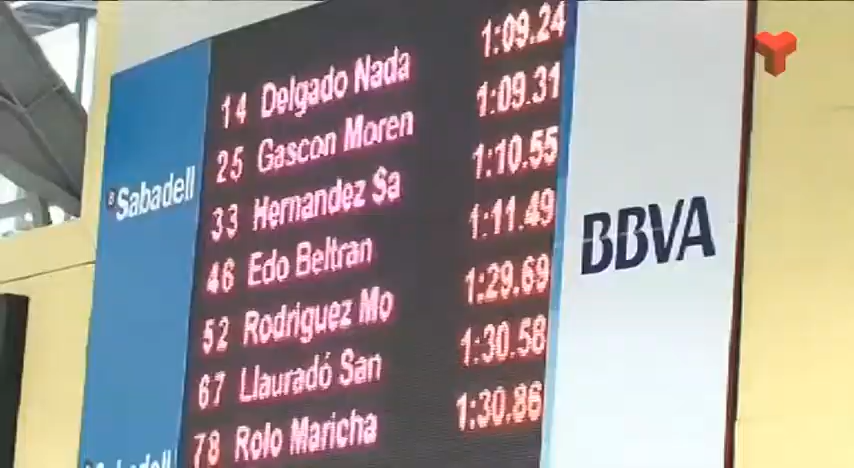 14 Delgado Nada 1:09.24
25 Gascon Moren 1:09.31
33 Hernandez Sa 1:10.55
46 Edo Beltran 1:11.49
52 Rodriguez Mo 1:29.69
67 Llauradó San 1:30.58
78 Rolo Maricha 1:30.86
Sabadell
BBVA
Sabadell